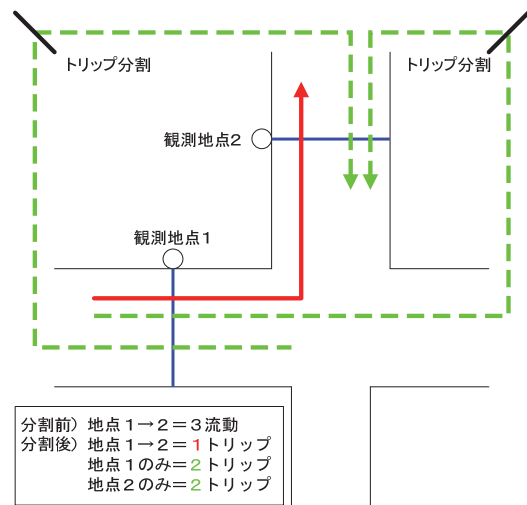 トリップ分割
トリップ分割
観測地点2
観測地点1
分割前）地点1→2＝3流動
分割後）地点1→2＝1トリップ
地点1のみ＝2トリップ
地点2のみ＝2トリップ